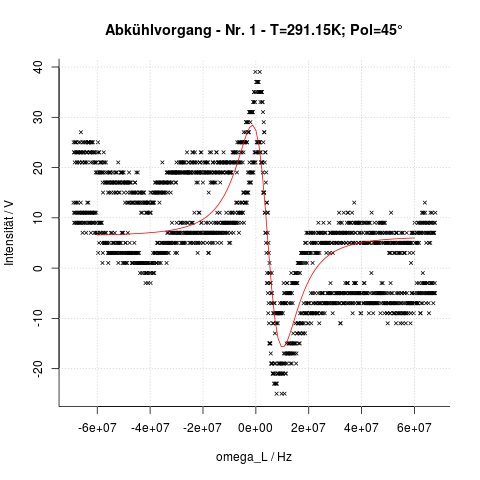 Abkühlvorgang - Nr. 1 - T=291.15K; Pol=45°
Intensität / V
40
30
20
10
0
-10
-20
-6e+07 -4e+07 -2e+07 0e+00 2e+07 4e+07 6e+07
omega_L / Hz